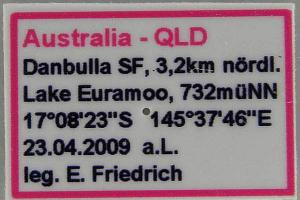 Australia - QLD
Danbulla SF, 3,2km nördl.
Lake Euramoo, 732müNN
17°08'23"S 145°37'46"E
23.04.2009 a.L.
leg. E. Friedrich